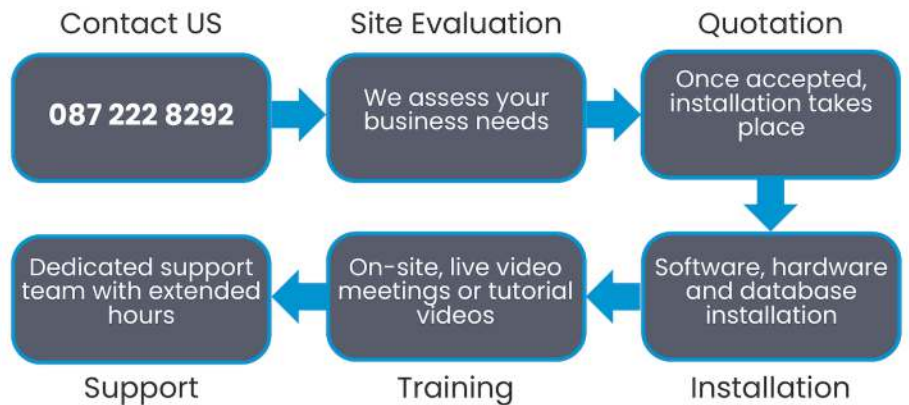 Contact US
087 222 8292
Site Evaluation
We assess your
business needs
Quotation
Once accepted,
installation takes
place
Software, hardware
and database
installation
Installation
On-site, live video
meetings or tutorial
videos
Training
Dedicated support
team with extended
hours
Support